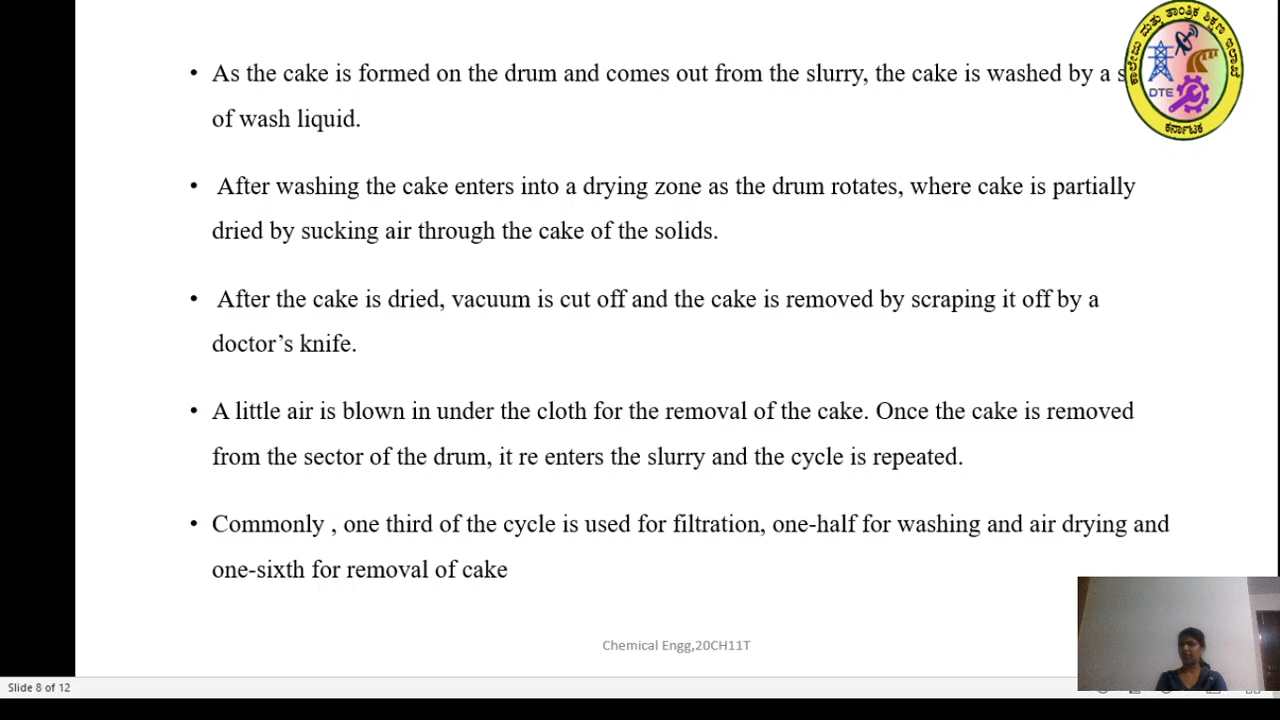 • As the cake is formed on the drum and comes out from the slurry, the cake is washed by a
of wash liquid.
• After washing the cake enters into a drying zone as the drum rotates, where cake is partially
dried by sucking air through the cake of the solids.
• After the cake is dried, vacuum is cut off and the cake is removed by scraping it off by a
doctor’s knife.
• A little air is blown in under the cloth for the removal of the cake. Once the cake is removed
from the sector of the drum, it re enters the slurry and the cycle is repeated.
• Commonly , one third of the cycle is used for filtration, one-half for washing and air drying and
one-sixth for removal of cake
ಕಾಲೇಜು ಮತ್ತು ತಾಂತ್ರಿಕ ಶಿಕ್ಷಣ ಇಲಾಖೆ
DTE
ಕರ್ನಾಟಕ
Chemical Engg,20CH11T
Slide 8 of 12